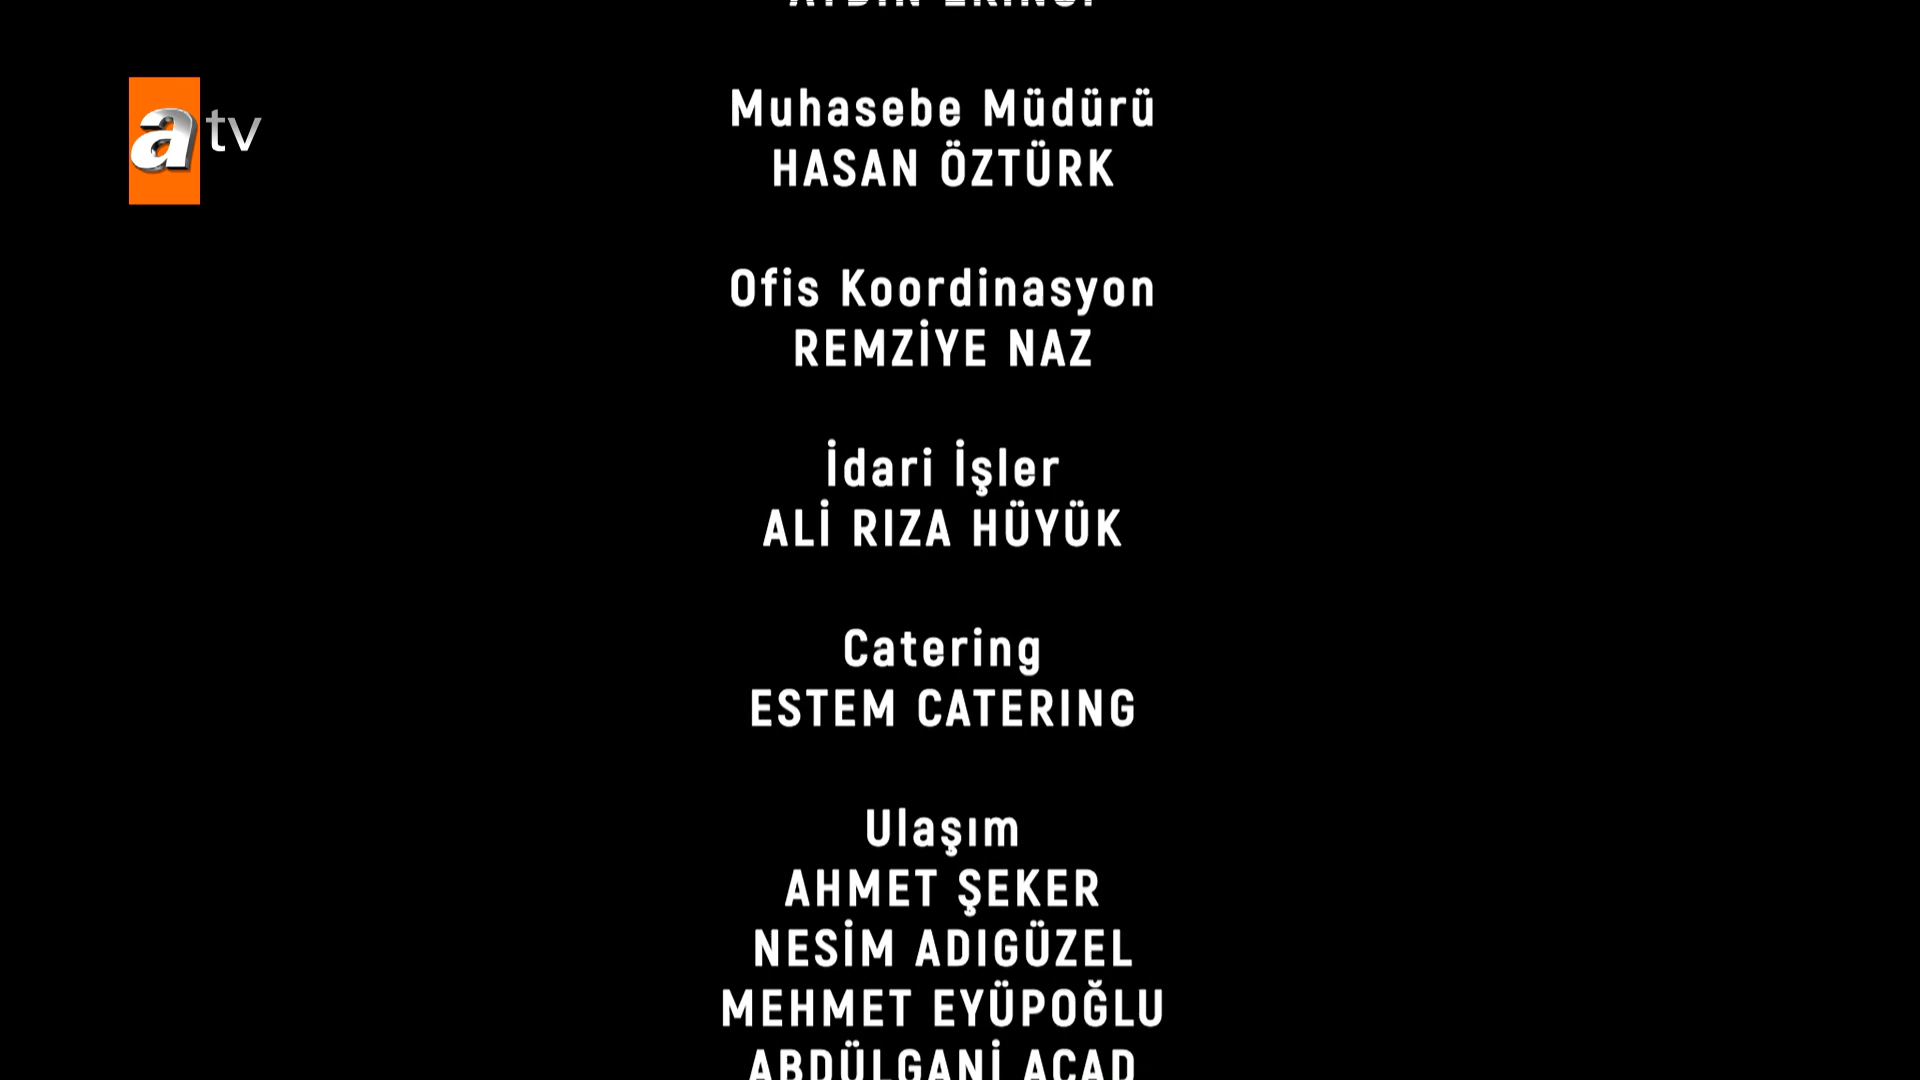 atv
Muhasebe Müdürü
HASAN ÖZTÜRK
Ofis Koordinasyon
REMZİYE NAZ
İdari İşler
ALİ RIZA HÜYÜK
Catering
ESTEM CATERING
Ulaşım
AHMET ŞEKER
NESİM ADIGÜZEL
MEHMET EYÜPOĞLU
ABDÜLGANİ